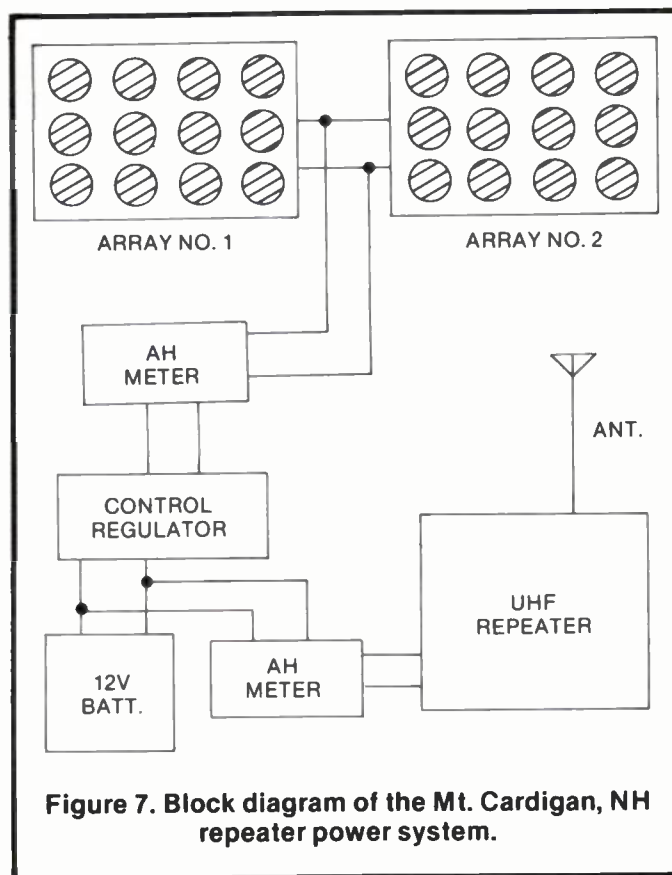 ARRAY NO. 1
ARRAY NO. 2
AH
METER
ANT.
CONTROL
REGULATOR
UHF
REPEATER
12V
BATT.
AH
METER
Figure 7. Block diagram of the Mt. Cardigan, NH
repeater power system.